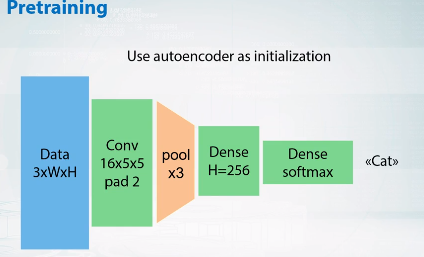 Pretraining
Use autoencoder as initialization
Data
3xWxH
Conv
16x5x5
pad 2
pool
x3
Dense
H=256
Dense
softmax
«Cat»